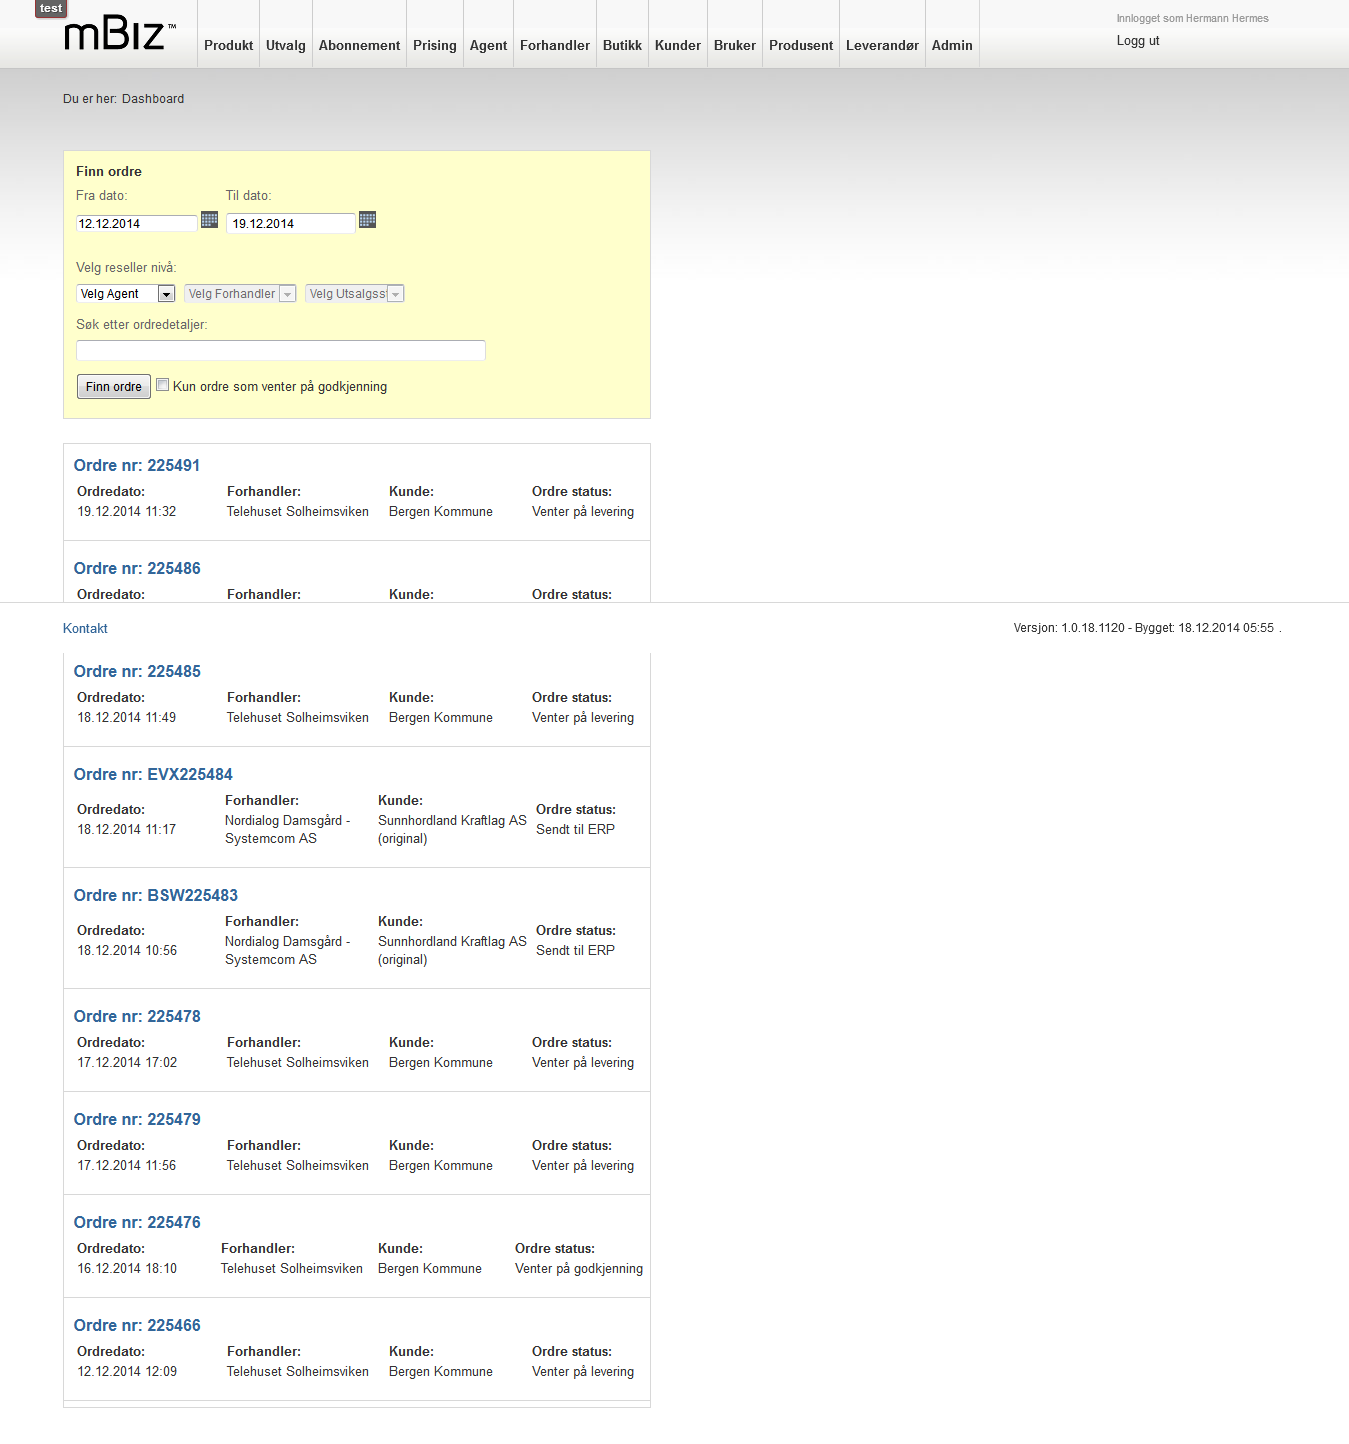 test
mBiz™
Produkt Utvalg Abonnement Prising Agent Forhandler Butikk Kunder Bruker Produsent Leverandør Admin
Innlogget som Hermann Hermes
Logg ut
Du er her: Dashboard
Finn ordre
Fra dato: Til dato:
12.12.2014 19.12.2014
Velg reseller nivå:
Velg Agent Velg Forhandler Velg Utsalgss
Søk etter ordredetaljer:
Finn ordre Kun ordre som venter på godkjenning
Ordre nr: 225491
Ordredato: Forhandler: Kunde: Ordre status:
19.12.2014 11:32 Telehuset Solheimsviken Bergen Kommune Venter på levering
Ordre nr: 225486
Ordredato: Forhandler: Kunde: Ordre status:
Kontakt Versjon: 1.0.18.1120 - Bygget: 18.12.2014 05:55 .
Ordre nr: 225485
Ordredato: Forhandler: Kunde: Ordre status:
18.12.2014 11:49 Telehuset Solheimsviken Bergen Kommune Venter på levering
Ordre nr: EVX225484
Ordredato: Forhandler: Kunde: Ordre status:
18.12.2014 11:17 Nordialog Damsgård - Sunnhordland Kraftlag AS Sendt til ERP
Systemcom AS (original)
Ordre nr: BSW225483
Ordredato: Forhandler: Kunde: Ordre status:
18.12.2014 10:56 Nordialog Damsgård - Sunnhordland Kraftlag AS Sendt til ERP
Systemcom AS (original)
Ordre nr: 225478
Ordredato: Forhandler: Kunde: Ordre status:
17.12.2014 17:02 Telehuset Solheimsviken Bergen Kommune Venter på levering
Ordre nr: 225479
Ordredato: Forhandler: Kunde: Ordre status:
17.12.2014 11:56 Telehuset Solheimsviken Bergen Kommune Venter på levering
Ordre nr: 225476
Ordredato: Forhandler: Kunde: Ordre status:
16.12.2014 18:10 Telehuset Solheimsviken Bergen Kommune Venter på godkjenning
Ordre nr: 225466
Ordredato: Forhandler: Kunde: Ordre status:
12.12.2014 12:09 Telehuset Solheimsviken Bergen Kommune Venter på levering